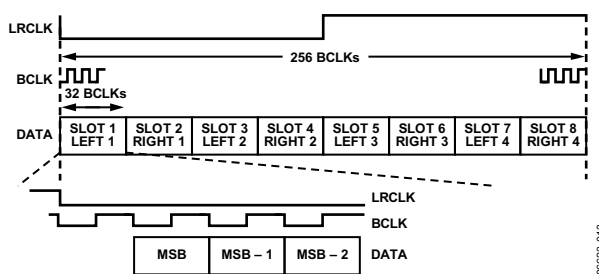 LRCLK
256 BCLKs
BCLK
32 BCLKs
DATA
SLOT 1
LEFT 1
SLOT 2
RIGHT 1
SLOT 3
LEFT 2
SLOT 4
RIGHT 2
SLOT 5
LEFT 3
SLOT 6
RIGHT 3
SLOT 7
LEFT 4
SLOT 8
RIGHT 4
LRCLK
BCLK
MSB
MSB – 1
MSB – 2
DATA